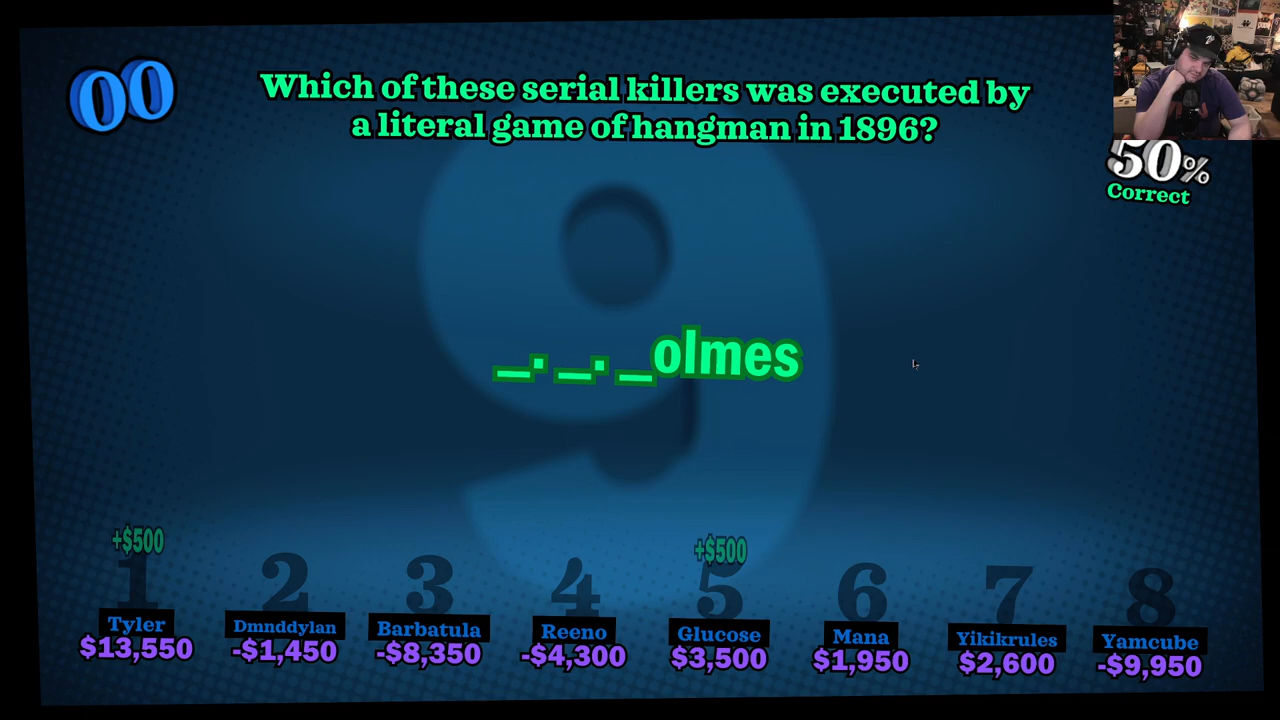 00
Which of these serial killers was executed by
a literal game of hangman in 1896?
50%
Correct
9
_. _. _olmes
+$500
+$500
1 2 3 4 5 6 7 8
Tyler Dmnddylan Barbatula Reeno Glucose Mana Yikikrules Yamcube
$13,550 -$1,450 -$8,350 -$4,300 $3,500 $1,950 $2,600 -$9,950